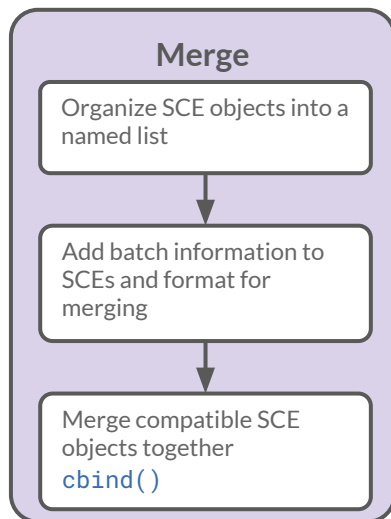 Merge
Organize SCE objects into a
named list
Add batch information to
SCEs and format for
merging
Merge compatible SCE
objects together
cbind()